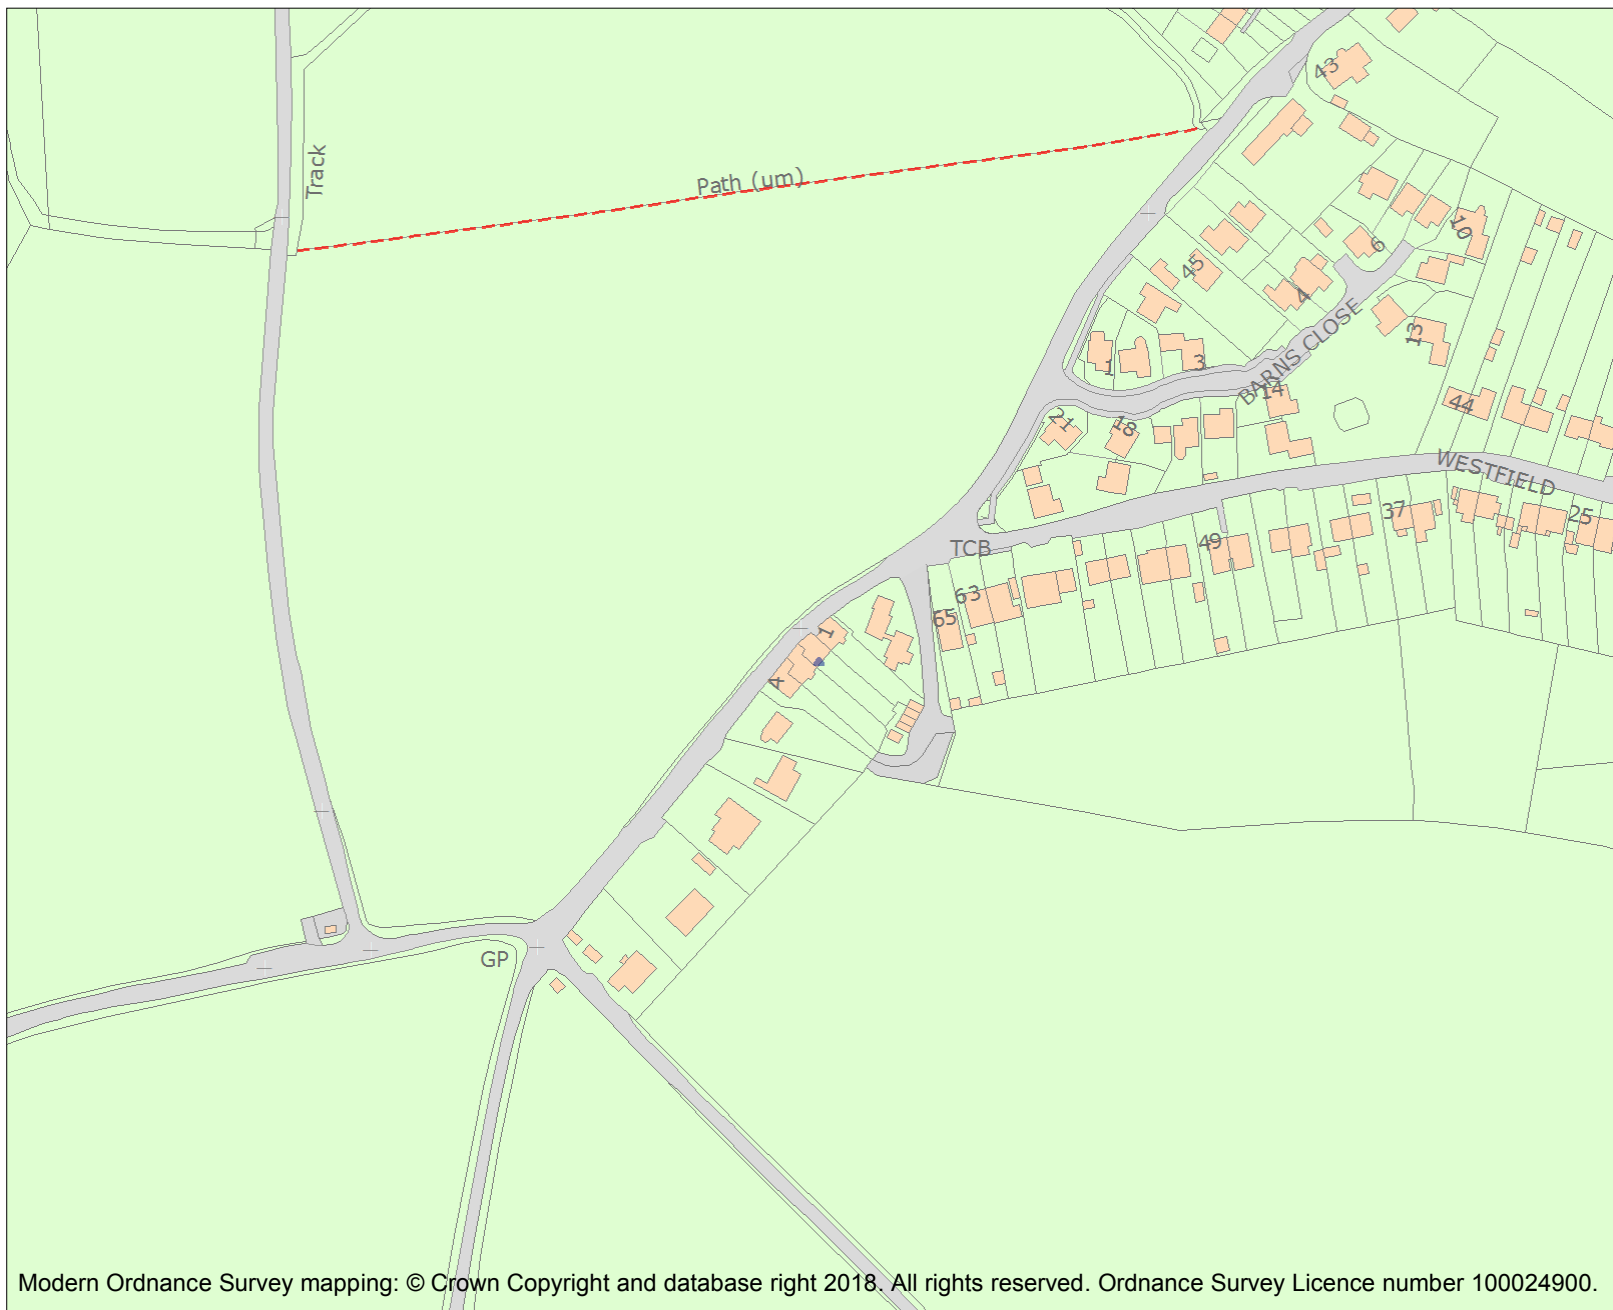 43
Track
Path (um)
10
6
45
4
BARNS CLOSE
13
1
3
14
44
21
18
WESTFIELD
37
25
49
TCB
63
65
1
4
GP
Modern Ordnance Survey mapping: © Crown Copyright and database right 2018. All rights reserved. Ordnance Survey Licence number 100024900.